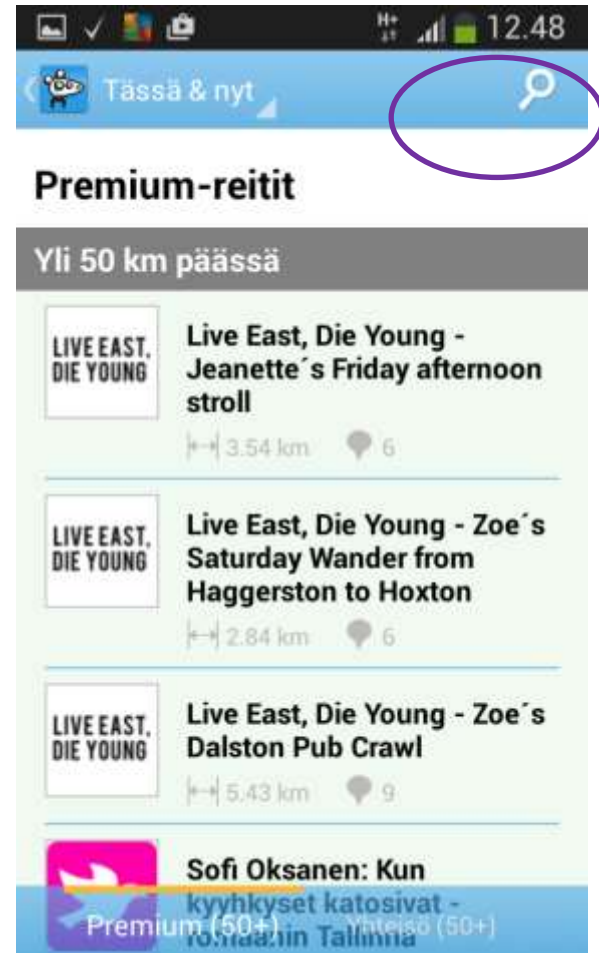 12.48
Tässä & nyt
Premium-reitit
Yli 50 km päässä
LIVE EAST,
DIE YOUNG
Live East, Die Young -
Jeanette´s Friday afternoon
stroll
3.54 km 6
LIVE EAST,
DIE YOUNG
Live East, Die Young - Zoe´s
Saturday Wander from
Haggerston to Hoxton
2.84 km 6
LIVE EAST,
DIE YOUNG
Live East, Die Young - Zoe´s
Dalston Pub Crawl
5.43 km 9
Sofi Oksanen: Kun
kyyhkyset katosivat -
romaanin Tallinna
Premium (50+) Yhteisö (50+)